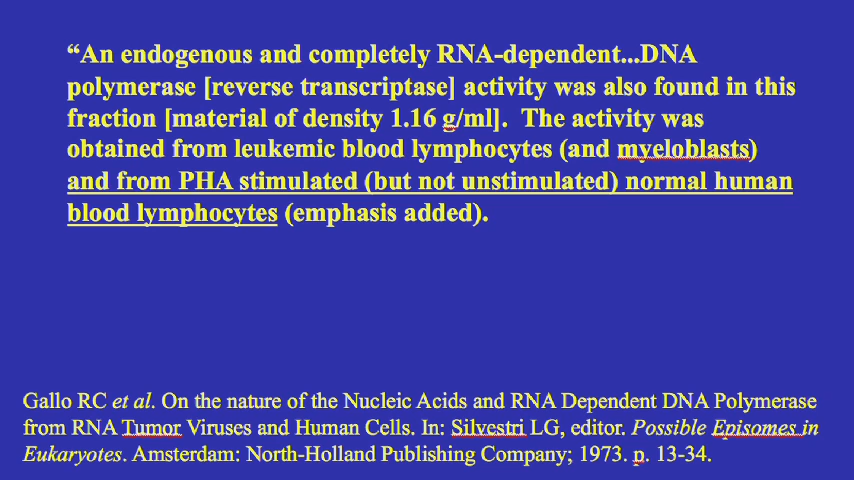 “An endogenous and completely RNA-dependent...DNA
polymerase [reverse transcriptase] activity was also found in this
fraction [material of density 1.16 g/ml].  The activity was
obtained from leukemic blood lymphocytes (and myeloblasts)
and from PHA stimulated (but not unstimulated) normal human
blood lymphocytes (emphasis added).
Gallo RC et al. On the nature of the Nucleic Acids and RNA Dependent DNA Polymerase
from RNA Tumor Viruses and Human Cells. In: Silvestri LG, editor. Possible Episomes in
Eukaryotes. Amsterdam: North-Holland Publishing Company; 1973. p. 13-34.